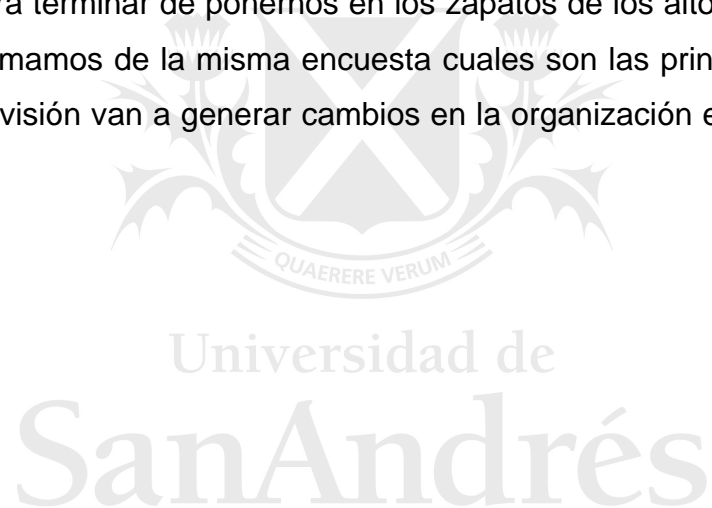 ra terminar de ponernos en los zapatos de los alto
mamos de la misma encuesta cuales son las prin
visión van a generar cambios en la organización e
QUAERERE VERUM
Universidad de
SanAndrés